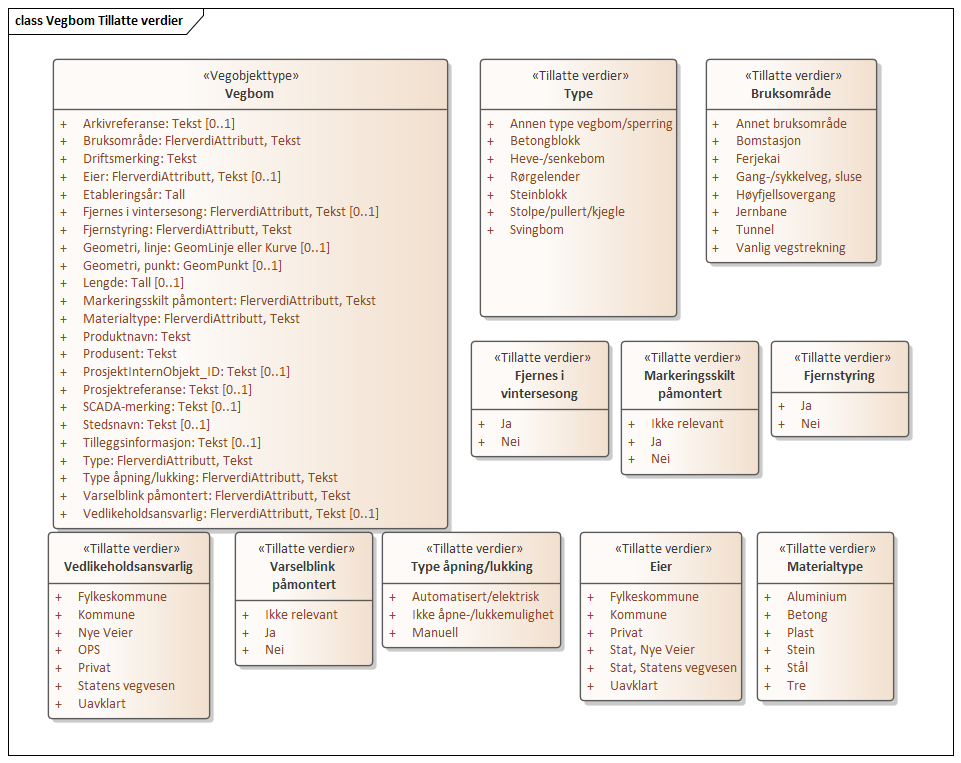 class Vegbom Tillatte verdier
«Vegobjekttype»
Vegbom
+ Arkivreferanse: Tekst [0..1]
+ Bruksområde: FlerverdiAttributt, Tekst
+ Driftsmerking: Tekst
+ Eier: FlerverdiAttributt, Tekst [0..1]
+ Etableringsår: Tall
+ Fjernes i vintersesong: FlerverdiAttributt, Tekst [0..1]
+ Fjernstyring: FlerverdiAttributt, Tekst
+ Geometri, linje: GeomLinje eller Kurve [0..1]
+ Geometri, punkt: GeomPunkt [0..1]
+ Lengde: Tall [0..1]
+ Markeringsskilt påmontert: FlerverdiAttributt, Tekst
+ Materialtype: FlerverdiAttributt, Tekst
+ Produktnavn: Tekst
+ Produsent: Tekst
+ ProsjektInternObjekt_ID: Tekst [0..1]
+ Prosjektreferanse: Tekst [0..1]
+ SCADA-merking: Tekst [0..1]
+ Stedsnavn: Tekst [0..1]
+ Tilleggsinformasjon: Tekst [0..1]
+ Type: FlerverdiAttributt, Tekst
+ Type åpning/lukking: FlerverdiAttributt, Tekst
+ Varselblink påmontert: FlerverdiAttributt, Tekst
+ Vedlikeholdsansvarlig: FlerverdiAttributt, Tekst [0..1]
«Tillatte verdier»
Type
+ Annen type vegbom/sperring
+ Betongblokk
+ Heve-/senkebom
+ Rørgelender
+ Steinblokk
+ Stolpe/pullert/kjegle
+ Svingbom
«Tillatte verdier»
Bruksområde
+ Annet bruksområde
+ Bomstasjon
+ Ferjekai
+ Gang-/sykkelveg, sluse
+ Høyfjellsovergang
+ Jernbane
+ Tunnel
+ Vanlig vegstrekning
«Tillatte verdier»
Fjernes i
vintersesong
+ Ja
+ Nei
«Tillatte verdier»
Markeringsskilt
påmontert
+ Ikke relevant
+ Ja
+ Nei
«Tillatte verdier»
Fjernstyring
+ Ja
+ Nei
«Tillatte verdier»
Vedlikeholdsansvarlig
+ Fylkeskommune
+ Kommune
+ Nye Veier
+ OPS
+ Privat
+ Statens vegvesen
+ Uavklart
«Tillatte verdier»
Varselblink
påmontert
+ Ikke relevant
+ Ja
+ Nei
«Tillatte verdier»
Type åpning/lukking
+ Automatisert/elektrisk
+ Ikke åpne-/lukkemulighet
+ Manuell
«Tillatte verdier»
Eier
+ Fylkeskommune
+ Kommune
+ Privat
+ Stat, Nye Veier
+ Stat, Statens vegvesen
+ Uavklart
«Tillatte verdier»
Materialtype
+ Aluminium
+ Betong
+ Plast
+ Stein
+ Stål
+ Tre